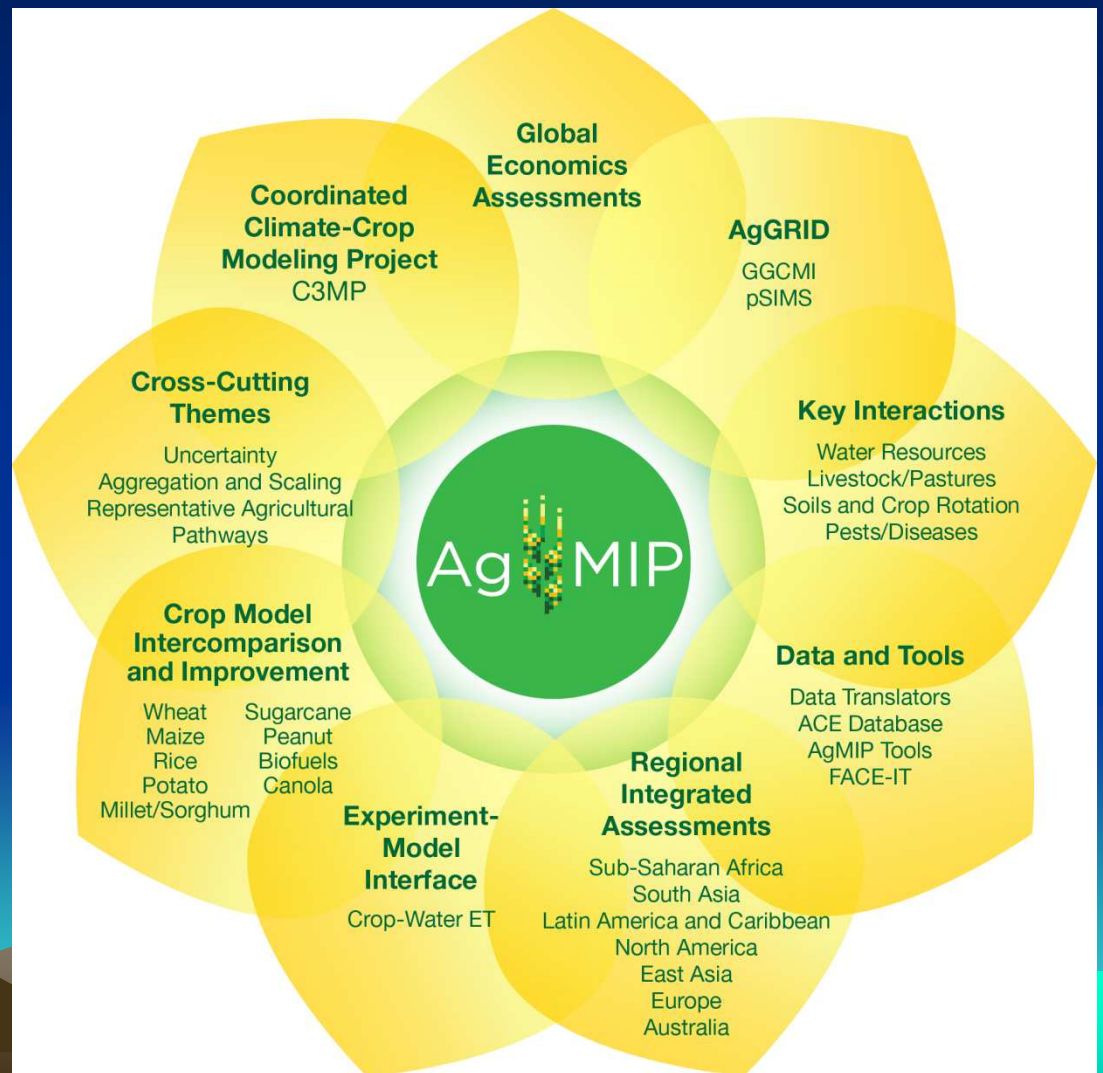 Global
Economics
Assessments
Coordinated
Climate-Crop
Modeling Project
C3MP
AgGRID
GGCMI
pSIMS
Cross-Cutting
Themes
Uncertainty
Aggregation and Scaling
Representative Agricultural
Pathways
Key Interactions
Water Resources
Livestock/Pastures
Soils and Crop Rotation
Pests/Diseases
AgMIP
Crop Model
Intercomparison
and Improvement
Wheat
Maize
Rice
Potato
Millet/Sorghum
Sugarcane
Peanut
Biofuels
Canola
Data and Tools
Data Translators
ACE Database
AgMIP Tools
FACE-IT
Experiment-
Model
Interface
Crop-Water ET
Regional
Integrated
Assessments
Sub-Saharan Africa
South Asia
Latin America and Caribbean
North America
East Asia
Europe
Australia